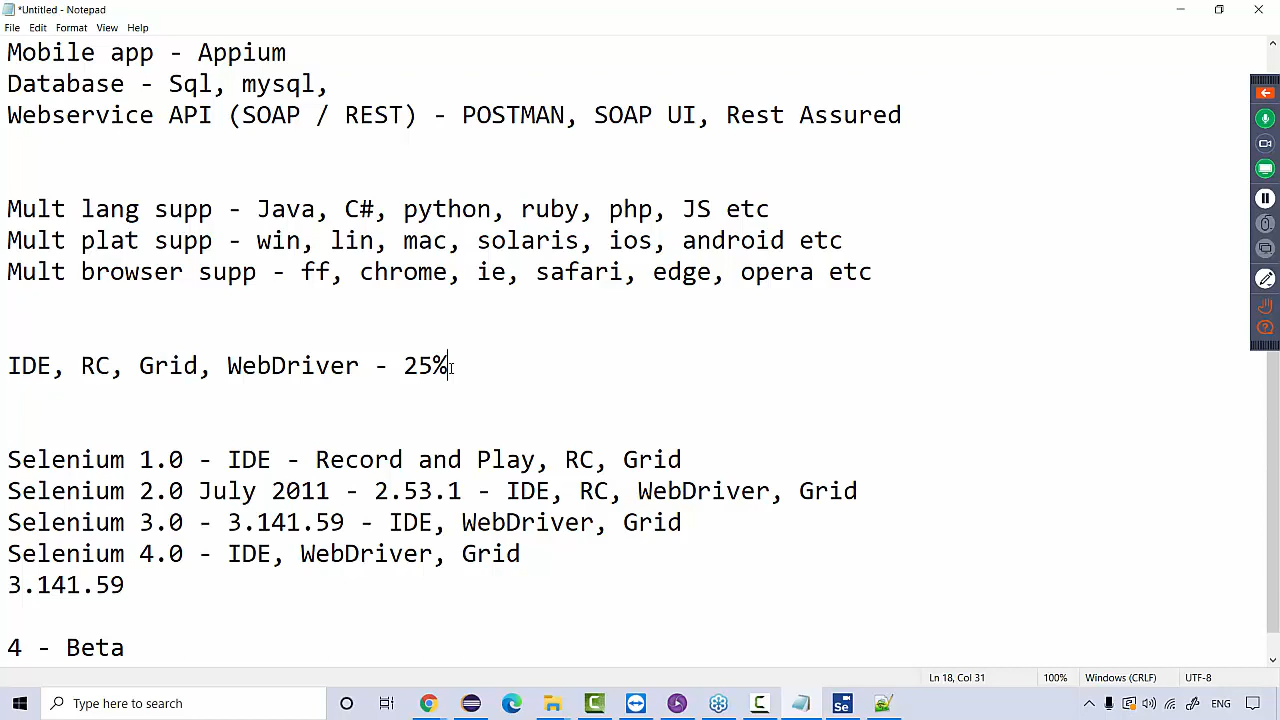 *Untitled - Notepad
File Edit Format View Help
Mobile app - Appium
Database - Sql, mysql,
Webservice API (SOAP / REST) - POSTMAN, SOAP UI, Rest Assured
Mult lang supp - Java, C#, python, ruby, php, JS etc
Mult plat supp - win, lin, mac, solaris, ios, android etc
Mult browser supp - ff, chrome, ie, safari, edge, opera etc
IDE, RC, Grid, WebDriver - 25%
Selenium 1.0 - IDE - Record and Play, RC, Grid
Selenium 2.0 July 2011 - 2.53.1 - IDE, RC, WebDriver, Grid
Selenium 3.0 - 3.141.59 - IDE, WebDriver, Grid
Selenium 4.0 - IDE, WebDriver, Grid
3.141.59
4 - Beta
Ln 18, Col 31 100% Windows (CRLF) UTF-8
Type here to search Se ENG